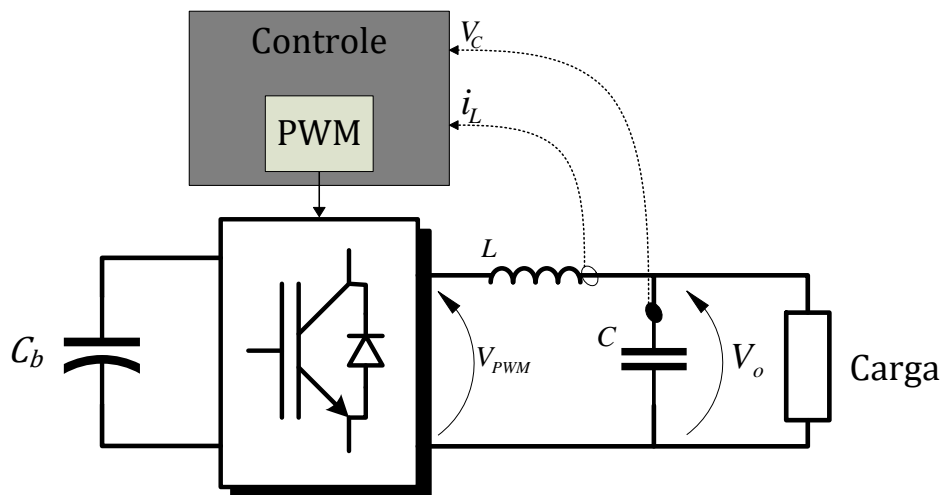 Controle
V_C
i_L
PWM
L
C_b
V_PWM
C
V_o
Carga